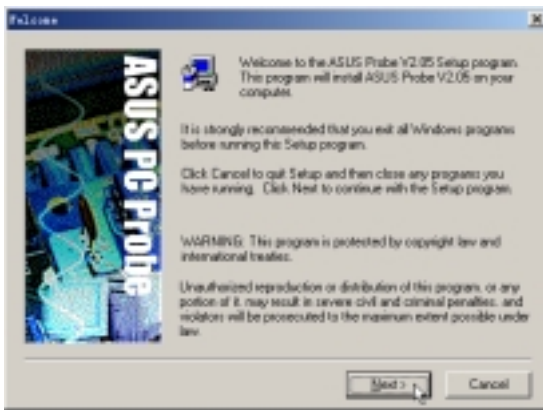 Welcome
ASUS PC Probe
Welcome to the ASUS Probe V2.05 Setup program.
This program will install ASUS Probe V2.05 on your
computer.
It is strongly recommended that you exit all Windows programs
before running this Setup program.
Click Cancel to quit Setup and then close any programs you
have running. Click Next to continue with the Setup program.
WARNING: This program is protected by copyright law and
international treaties.
Unauthorized reproduction or distribution of this program, or any
portion of it, may result in severe civil and criminal penalties, and
violators will be prosecuted to the maximum extent possible under
law.
Next >
Cancel